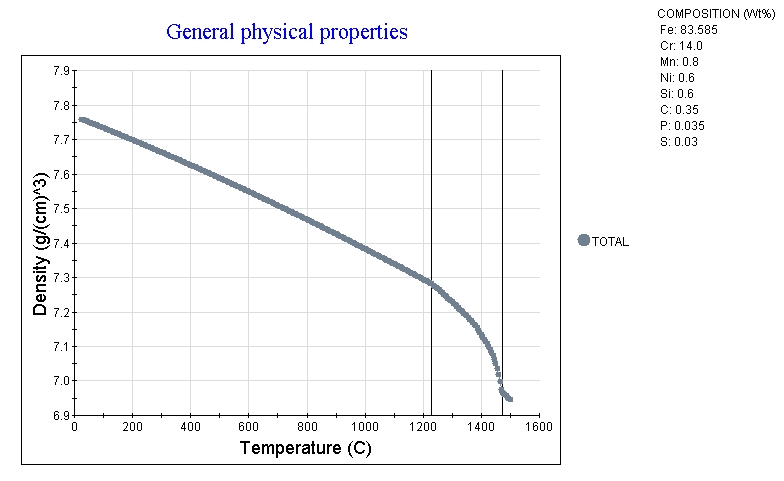 General physical properties
COMPOSITION (Wt%)
Fe: 83.585
Cr: 14.0
Mn: 0.8
Ni: 0.6
Si: 0.6
C: 0.35
P: 0.035
S: 0.03
7.9
7.8
7.7
7.6
7.5
7.4
7.3
7.2
7.1
7.0
6.9
Density (g/(cm)^3)
0
200
400
600
800
1000
1200
1400
1600
Temperature (C)
TOTAL